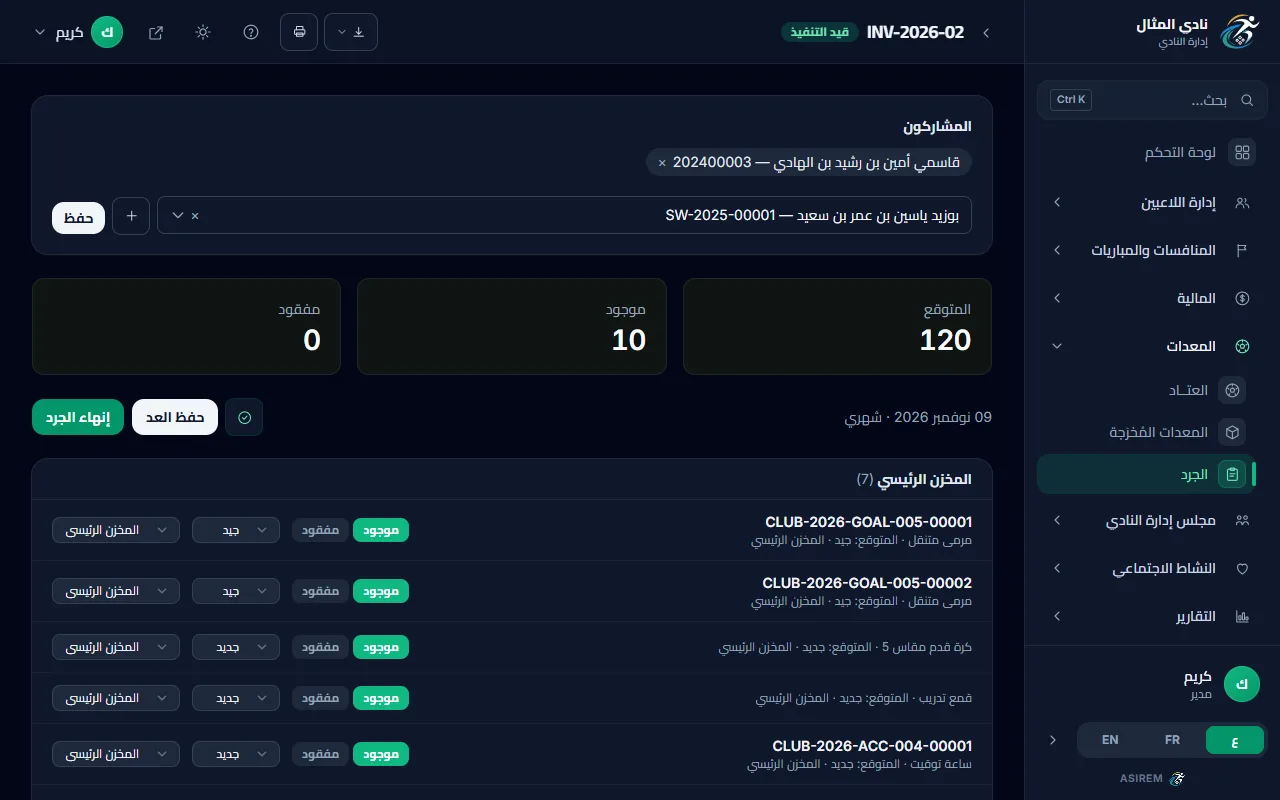 نادي المثال
إدارة النادي
بحث...
Ctrl K
لوحة التحكم
إدارة اللاعبين
المنافسات والمباريات
المالية
المعدات
العتــاد
المعدات المُخرَجة
الجرد
مجلس إدارة النادي
النشاط الاجتماعي
التقارير
كريم
مدير
ك
ع
FR
EN
ASIREM
INV-2026-02
قيد التنفيذ
ك
كريم
المشاركون
قاسمي أمين بن رشيد بن الهادي — 202400003 ×
بوزيد ياسين بن عمر بن سعيد — SW-2025-00001 ×
+
حفظ
المتوقع
120
موجود
10
مفقود
0
09 نوفمبر 2026 · شهري
حفظ العد
إنهاء الجرد
المخزن الرئيسي (7)
CLUB-2026-GOAL-005-00001
مرمى متنقل · المتوقع: جيد · المخزن الرئيسي
موجود مفقود جيد المخزن الرئيسي
CLUB-2026-GOAL-005-00002
مرمى متنقل · المتوقع: جيد · المخزن الرئيسي
موجود مفقود جيد المخزن الرئيسي
كرة قدم مقاس 5 · المتوقع: جديد · المخزن الرئيسي
موجود مفقود جديد المخزن الرئيسي
قمع تدريب · المتوقع: جديد · المخزن الرئيسي
موجود مفقود جديد المخزن الرئيسي
CLUB-2026-ACC-004-00001
ساعة توقيت · المتوقع: جديد · المخزن الرئيسي
موجود مفقود جديد المخزن الرئيسي